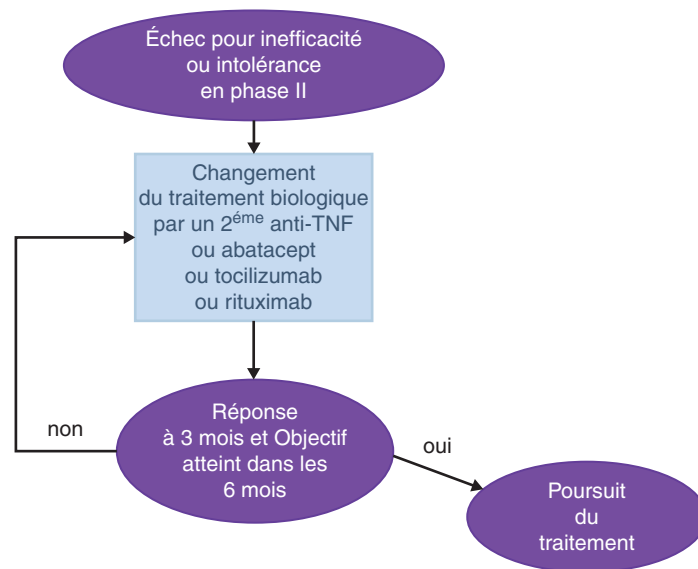 Échec pour inefficacité
ou intolérance
en phase II
Changement
du traitement biologique
par un 2éme anti-TNF
ou abatacept
ou tocilizumab
ou rituximab
Réponse
à 3 mois et Objectif
atteint dans les
6 mois
non
oui
Poursuit
du
traitement